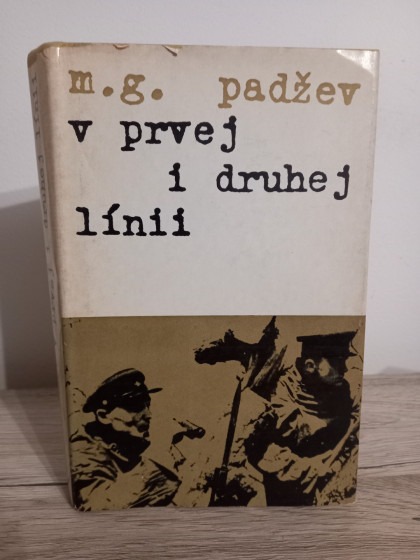 m.g. padžev
v prvej
i druhej
línii